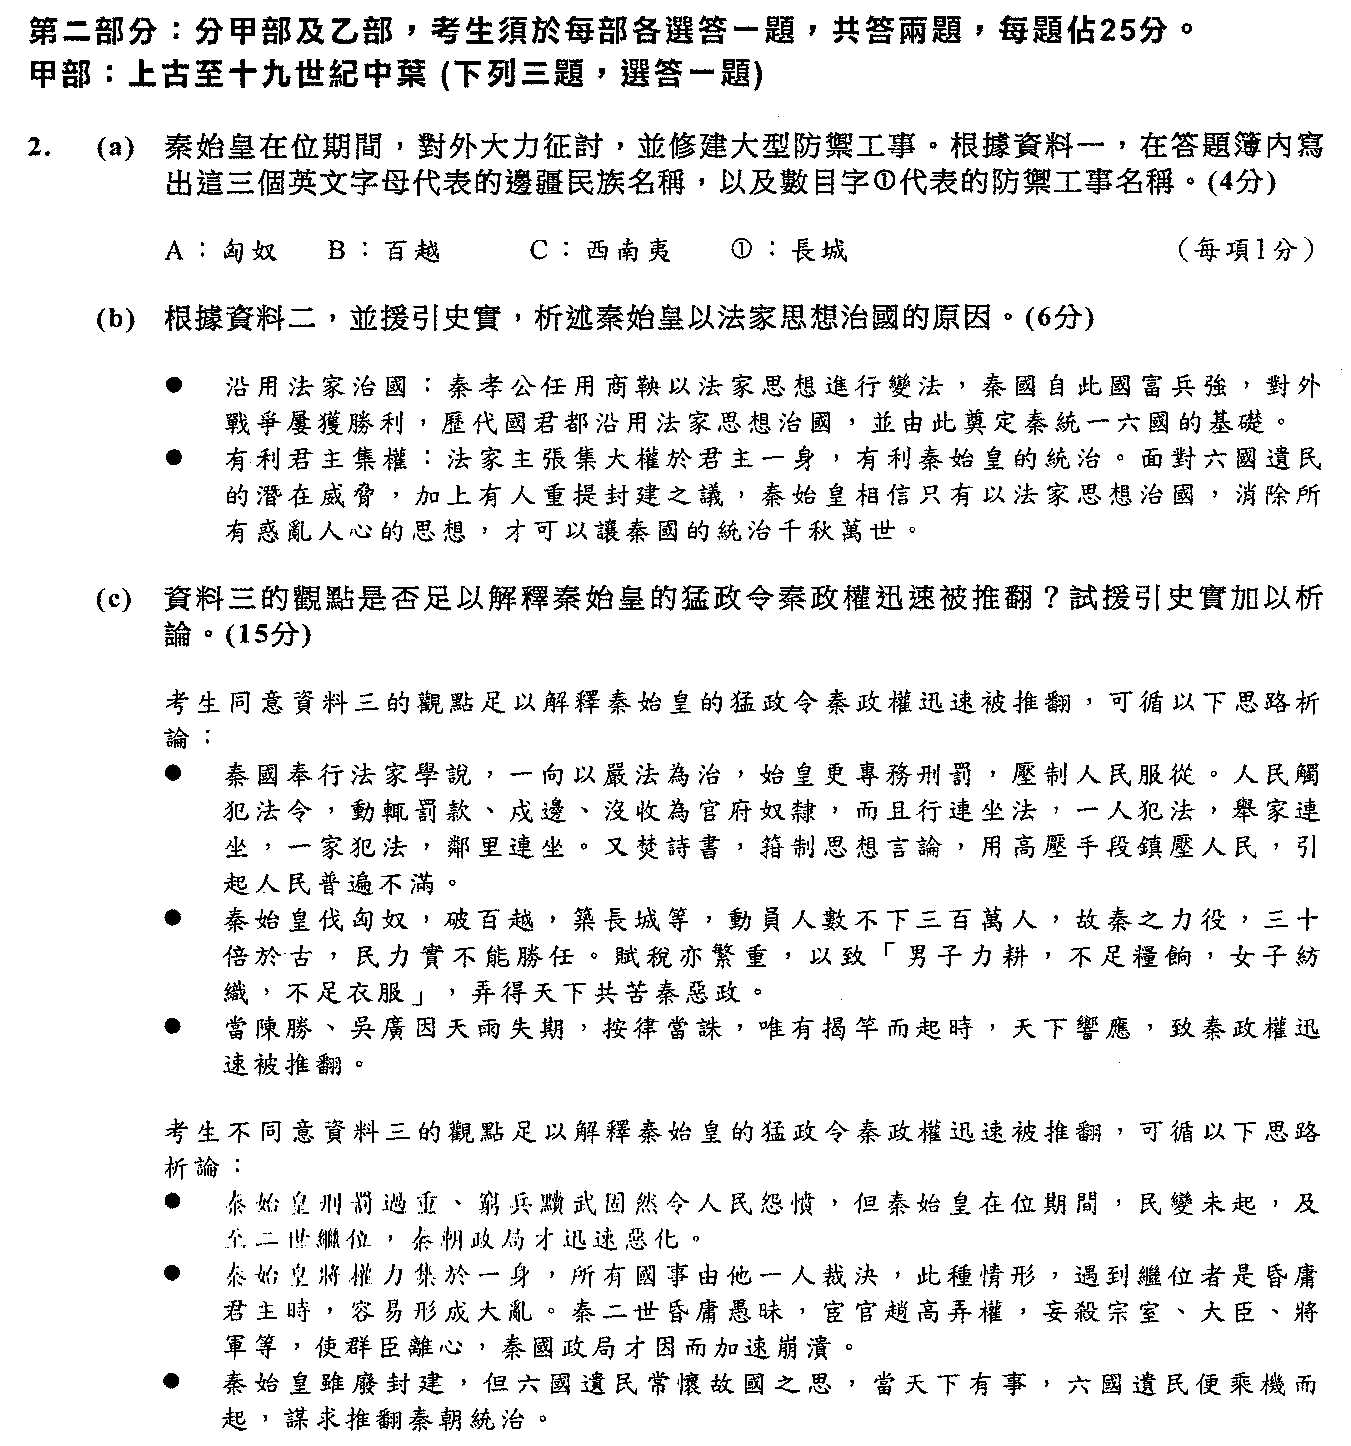 第二部分：分甲部及乙部，考生須於每部各選答一題，共答兩題，每題佔25分。
甲部：上古至十九世紀中葉 (下列三題，選答一題)
2. (a) 秦始皇在位期間，對外大力征討，並修建大型防禦工事。根據資料一，在答題簿內寫
出這三個英文字母代表的邊疆民族名稱，以及數目字①代表的防禦工事名稱。(4分)
A：匈奴 B：百越 C：西南夷 ①：長城 （每項1分）
(b) 根據資料二，並援引史實，析述秦始皇以法家思想治國的原因。(6分)
● 沿用法家治國：秦孝公任用商鞅以法家思想進行變法，秦國自此國富兵強，對外
戰爭屢獲勝利，歷代國君都沿用法家思想治國，並由此奠定秦統一六國的基礎。
● 有利君主集權：法家主張集大權於君主一身，有利秦始皇的統治。面對六國遺民
的潛在威脅，加上有人重提封建之議，秦始皇相信只有以法家思想治國，消除所
有惑亂人心的思想，才可以讓秦國的統治千秋萬世。
(c) 資料三的觀點是否足以解釋秦始皇的猛政令秦政權迅速被推翻？試援引史實加以析
論。(15分)
考生同意資料三的觀點足以解釋秦始皇的猛政令秦政權迅速被推翻，可循以下思路析
論：
● 秦國奉行法家學說，一向以嚴法為治，始皇更專務刑罰，壓制人民服從。人民觸
犯法令，動輒罰款、戍邊、沒收為官府奴隸，而且行連坐法，一人犯法，舉家連
坐，一家犯法，鄰里連坐。又焚詩書，箝制思想言論，用高壓手段鎮壓人民，引
起人民普遍不滿。
● 秦始皇伐匈奴，破百越，築長城等，動員人數不下三百萬人，故秦之力役，三十
倍於古，民力實不能勝任。賦稅亦繁重，以致「男子力耕，不足糧餉，女子紡
織，不足衣服」，弄得天下共苦秦惡政。
● 當陳勝、吳廣因天雨失期，按律當誅，唯有揭竿而起時，天下響應，致秦政權迅
速被推翻。
考生不同意資料三的觀點足以解釋秦始皇的猛政令秦政權迅速被推翻，可循以下思路
析論：
● 秦始皇刑罰過重、窮兵黷武固然令人民怨憤，但秦始皇在位期間，民變未起，及
至二世繼位，秦朝政局才迅速惡化。
● 秦始皇將權力集於一身，所有國事由他一人裁決，此種情形，遇到繼位者是昏庸
君主時，容易形成大亂。秦二世昏庸愚昧，宦官趙高弄權，妄殺宗室、大臣、將
軍等，使群臣離心，秦國政局才因而加速崩潰。
● 秦始皇雖廢封建，但六國遺民常懷故國之思，當天下有事，六國遺民便乘機而
起，謀求推翻秦朝統治。